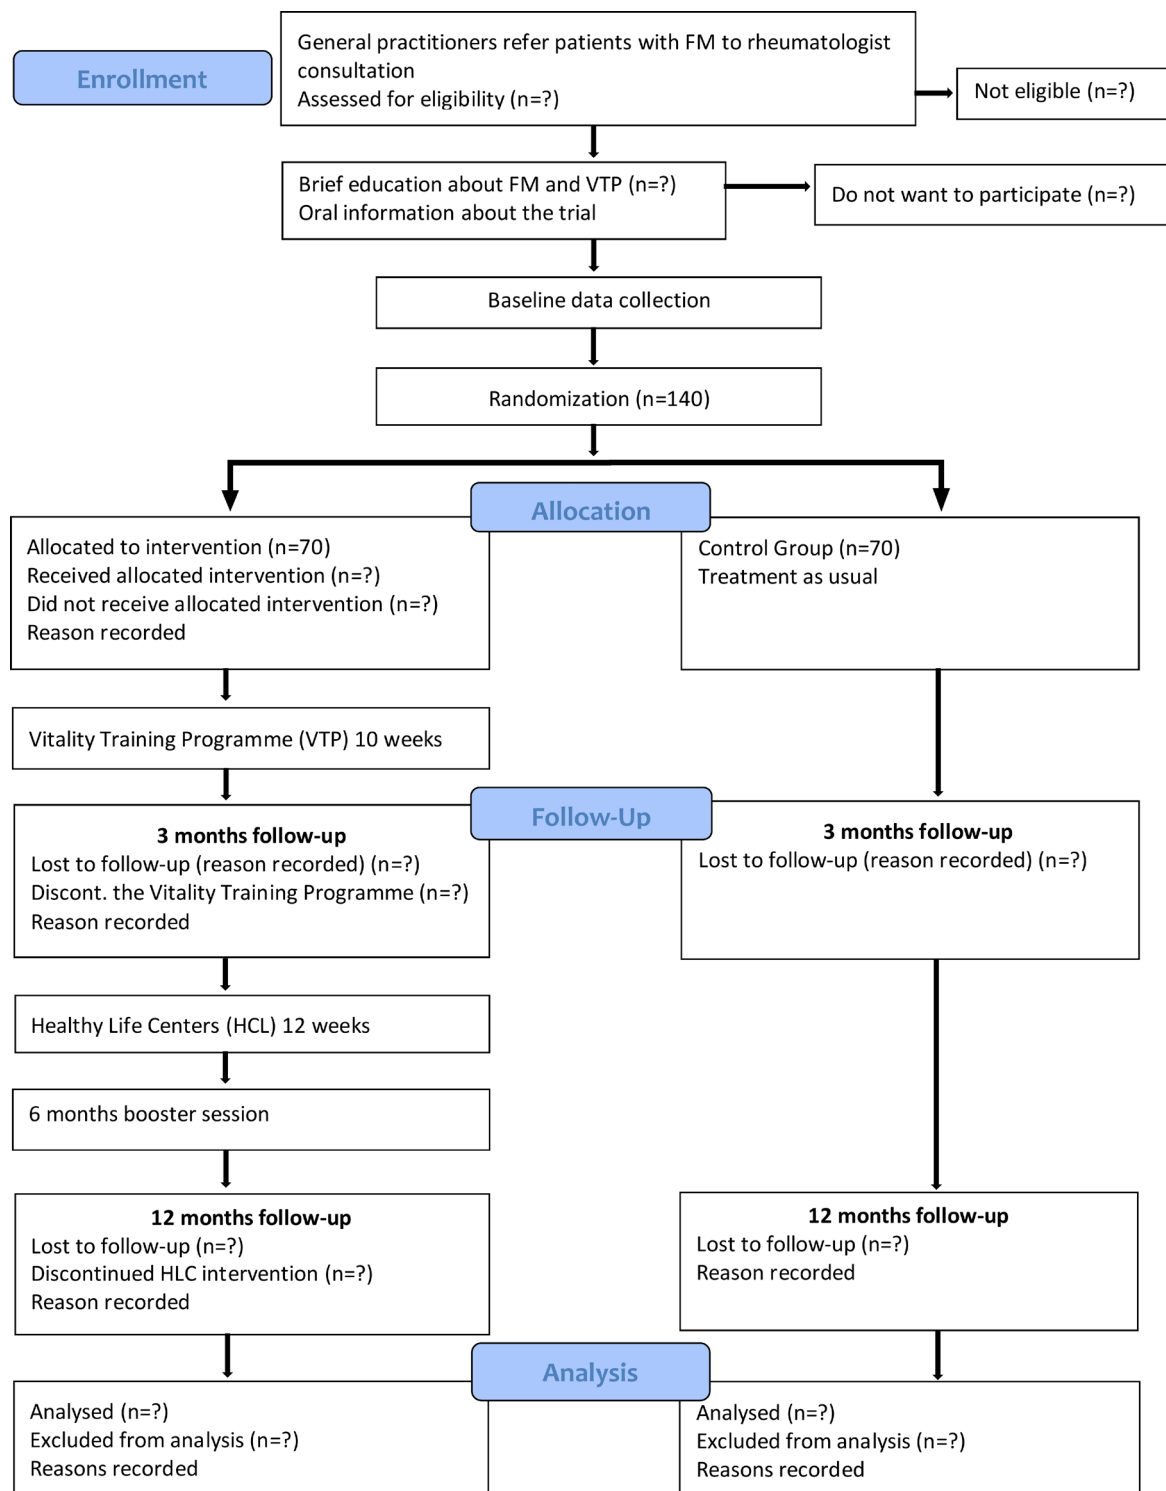 Enrollment
General practitioners refer patients with FM to rheumatologist
consultation
Assessed for eligibility (n=?)
Not eligible (n=?)
Brief education about FM and VTP (n=?)
Oral information about the trial
Do not want to participate (n=?)
Baseline data collection
Randomization (n=140)
Allocation
Allocated to intervention (n=70)
Received allocated intervention (n=?)
Did not receive allocated intervention (n=?)
Reason recorded
Control Group (n=70)
Treatment as usual
Vitality Training Programme (VTP) 10 weeks
Follow-Up
3 months follow-up
Lost to follow-up (reason recorded) (n=?)
Discont. the Vitality Training Programme (n=?)
Reason recorded
3 months follow-up
Lost to follow-up (reason recorded) (n=?)
Healthy Life Centers (HCL) 12 weeks
6 months booster session
12 months follow-up
Lost to follow-up (n=?)
Discontinued HLC intervention (n=?)
Reason recorded
12 months follow-up
Lost to follow-up (n=?)
Reason recorded
Analysis
Analysed (n=?)
Excluded from analysis (n=?)
Reasons recorded
Analysed (n=?)
Excluded from analysis (n=?)
Reasons recorded